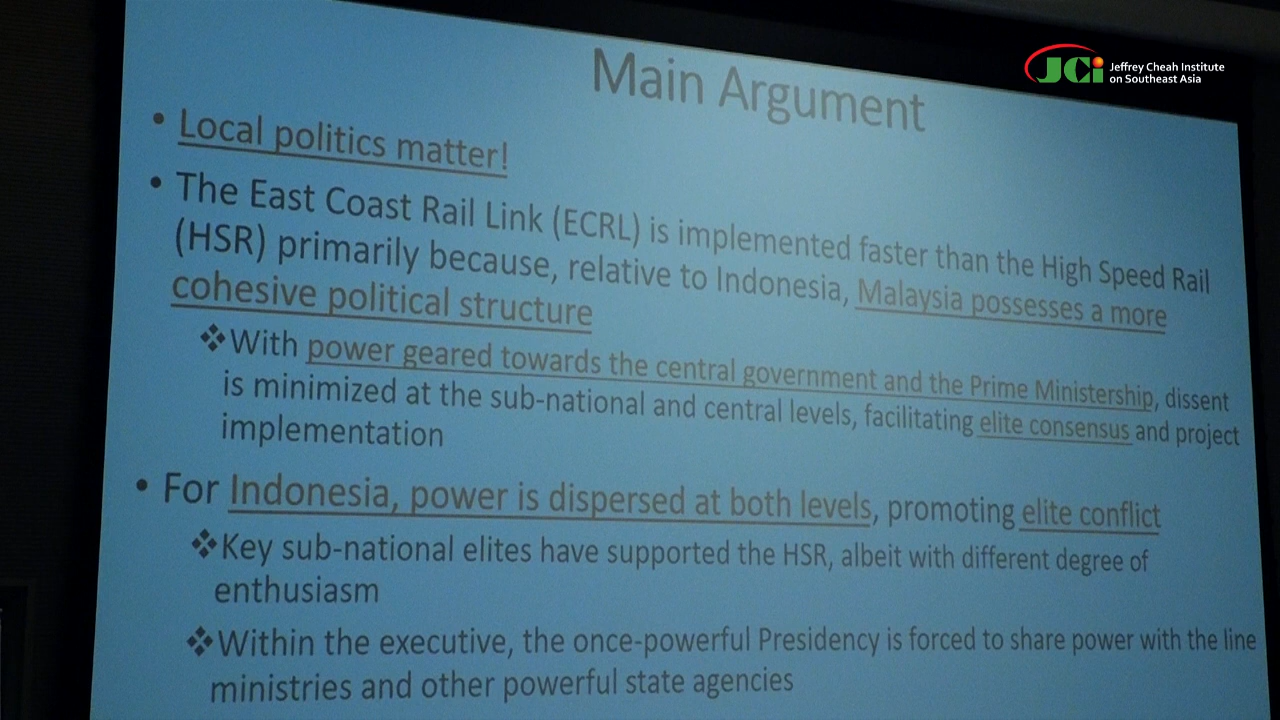 JCi Jeffrey Cheah Institute
on Southeast Asia
Main Argument
• Local politics matter!
• The East Coast Rail Link (ECRL) is implemented faster than the High Speed Rail
(HSR) primarily because, relative to Indonesia, Malaysia possesses a more
cohesive political structure
❖With power geared towards the central government and the Prime Ministership, dissent
is minimized at the sub-national and central levels, facilitating elite consensus and project
implementation
• For Indonesia, power is dispersed at both levels, promoting elite conflict
❖Key sub-national elites have supported the HSR, albeit with different degree of
enthusiasm
❖Within the executive, the once-powerful Presidency is forced to share power with the line
ministries and other powerful state agencies